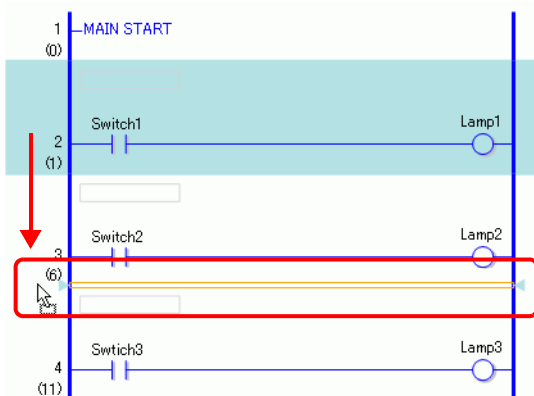 1 MAIN START
(0)
Switch1 Lamp1
2
(1)
Switch2 Lamp2
3
(6)
Swtich3 Lamp3
4
(11)